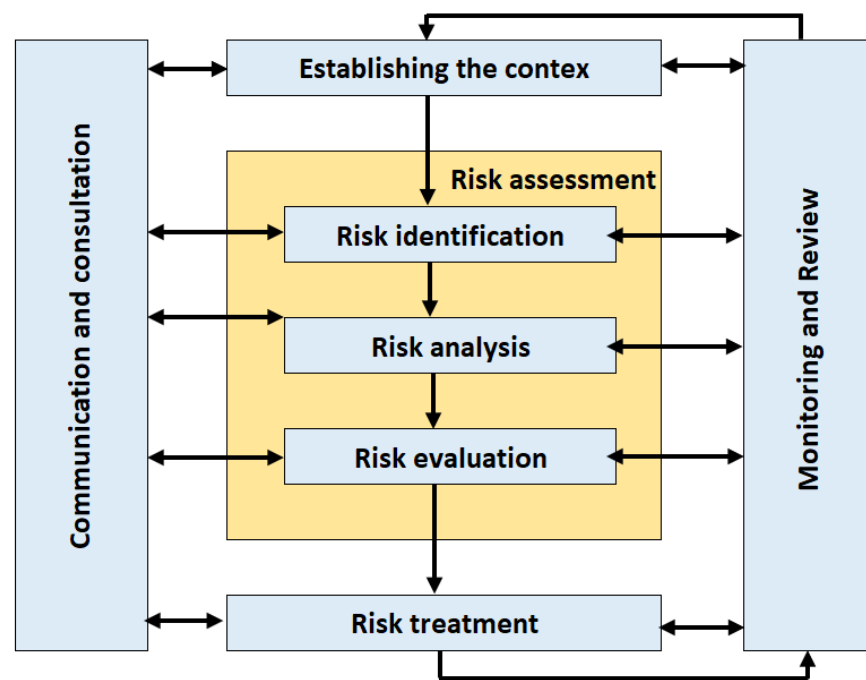 Establishing the contex
Risk assessment
Risk identification
Risk analysis
Risk evaluation
Risk treatment
Communication and consultation
Monitoring and Review